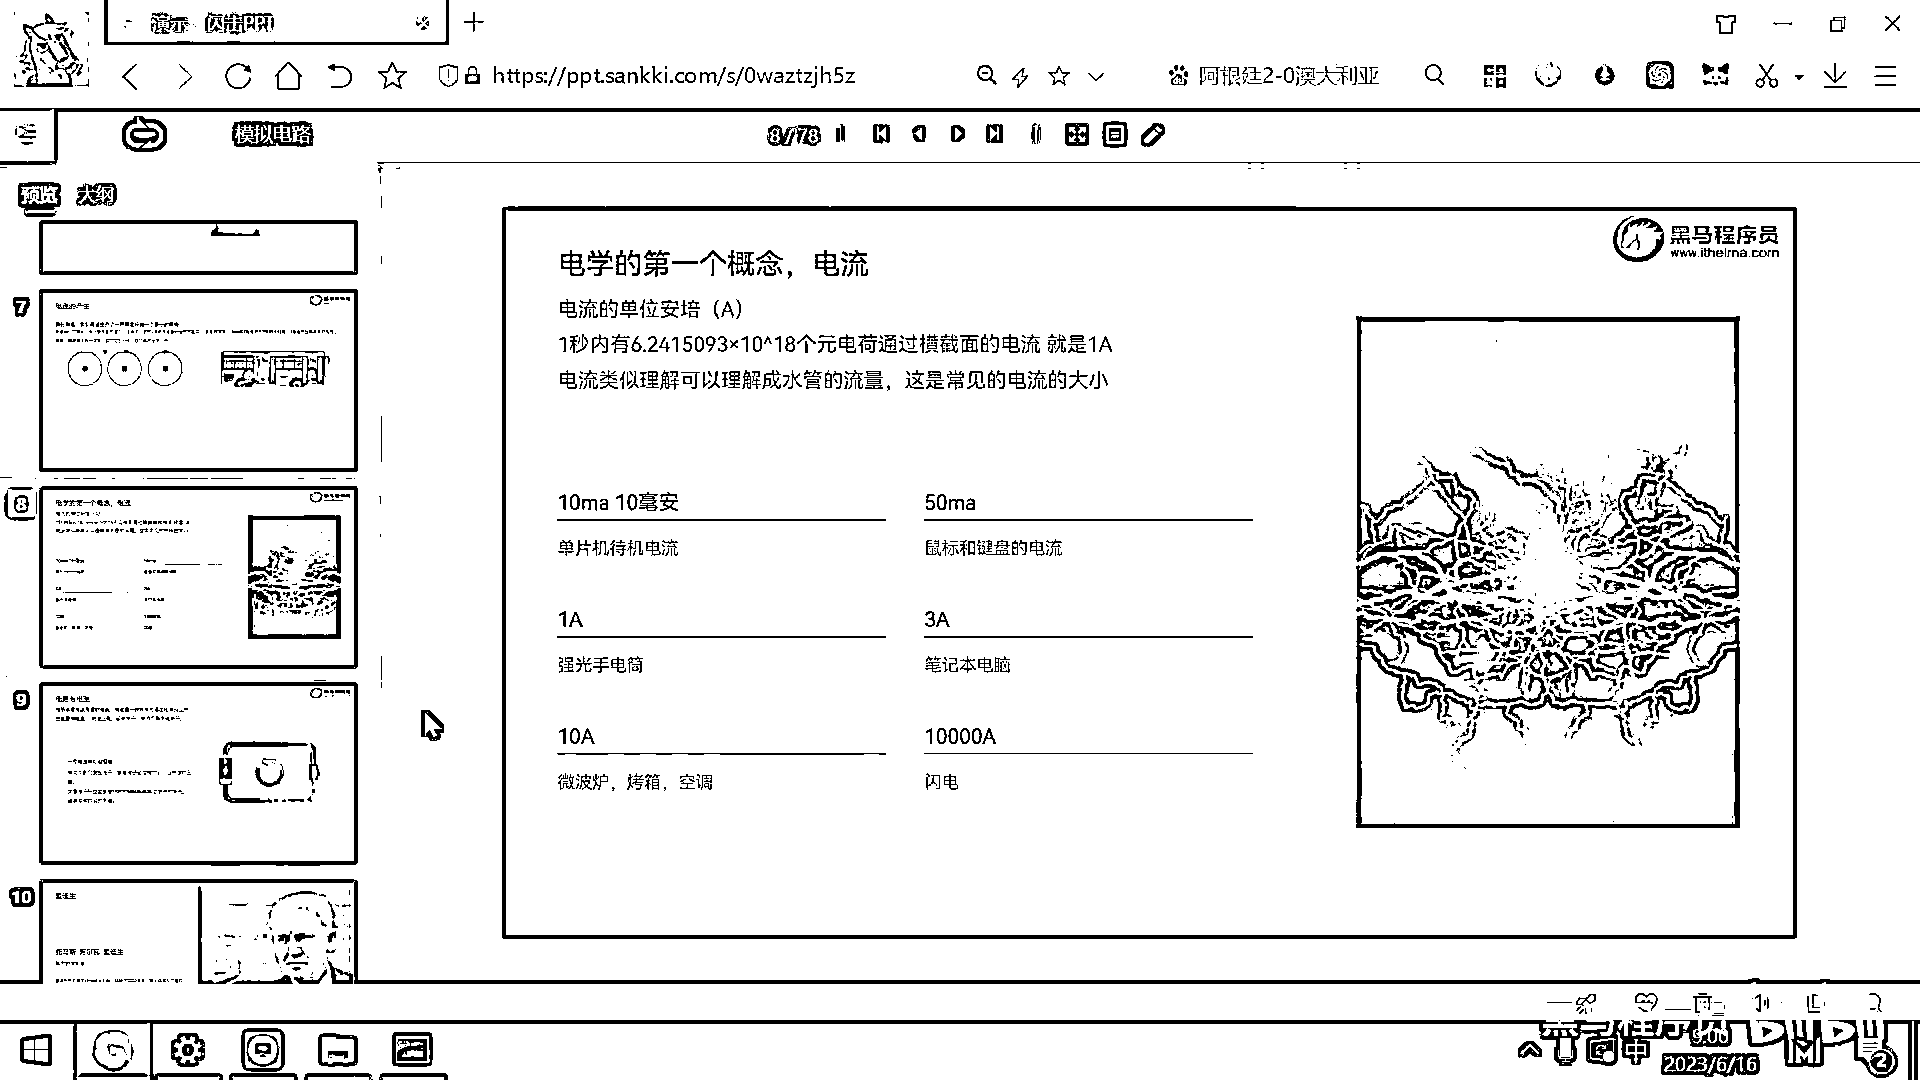 演示 闪击PPT
https://ppt.sankki.com/s/0waztzjh5z
阿根廷2-0澳大利亚
模拟电路
8/78
预览 大纲
7
8
9
10
黑马程序员
www.itheima.com
电学的第一个概念，电流
电流的单位安培（A）
1秒内有6.2415093×10^18个元电荷通过横截面的电流 就是1A
电流类似理解可以理解成水管的流量，这是常见的电流的大小
10ma 10毫安
单片机待机电流
50ma
鼠标和键盘的电流
1A
强光手电筒
3A
笔记本电脑
10A
微波炉，烤箱，空调
10000A
闪电
中
9:00
2023/6/16
2